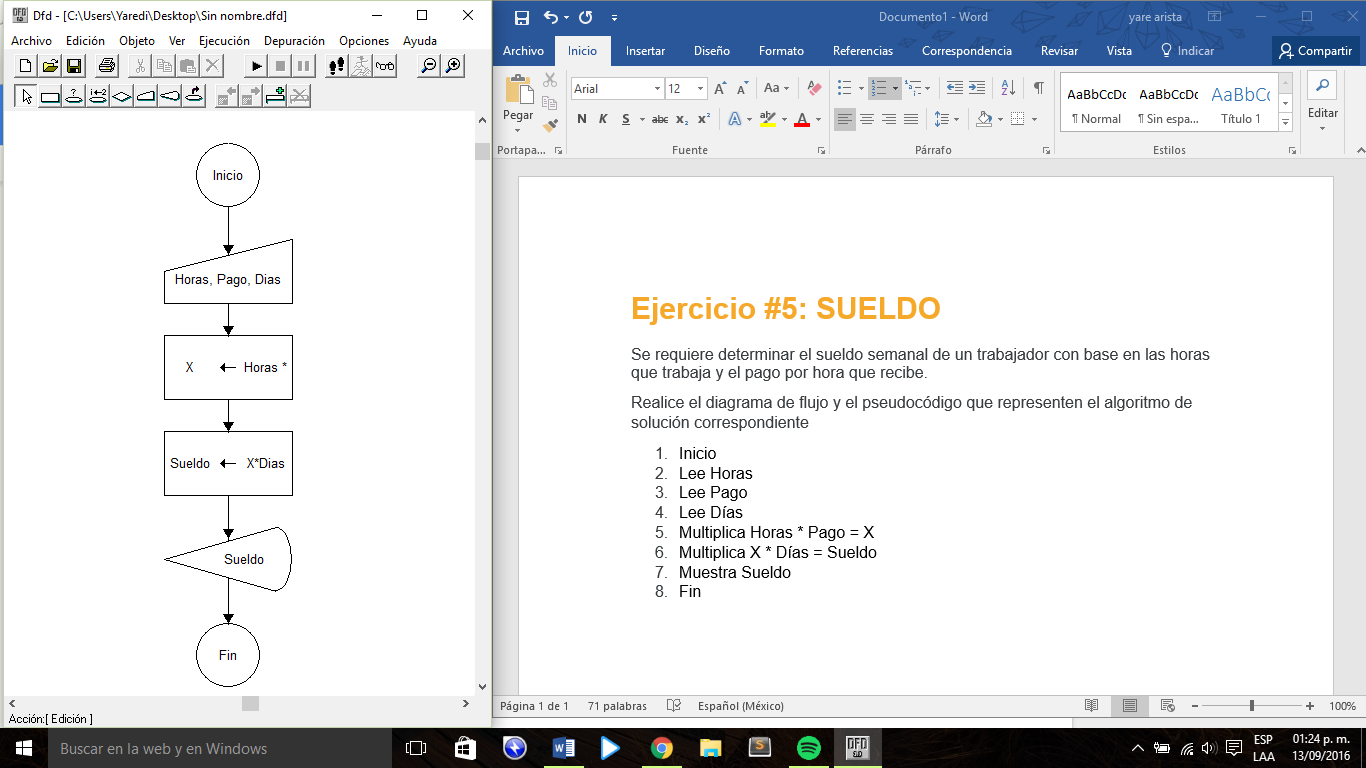 Dfd - [C:\Users\Yaredi\Desktop\Sin nombre.dfd]
Archivo Edición Objeto Ver Ejecución Depuración Opciones Ayuda
Inicio
Horas, Pago, Dias
X Horas *
Sueldo X*Dias
Sueldo
Fin
Acción:[ Edición ]
Documento1 - Word
yare arista
Archivo Inicio Insertar Diseño Formato Referencias Correspondencia Revisar Vista Indicar Compartir
Pegar
Arial 12
Aa
N K S abc x₂ x² A A
AaBbCcDc AaBbCcDc AaBbCc
¶ Normal ¶ Sin espa... Título 1
Editar
Portapa... Fuente Párrafo Estilos
Ejercicio #5: SUELDO
Se requiere determinar el sueldo semanal de un trabajador con base en las horas
que trabaja y el pago por hora que recibe.
Realice el diagrama de flujo y el pseudocódigo que representen el algoritmo de
solución correspondiente
1. Inicio
2. Lee Horas
3. Lee Pago
4. Lee Días
5. Multiplica Horas * Pago = X
6. Multiplica X * Días = Sueldo
7. Muestra Sueldo
8. Fin
Página 1 de 1 71 palabras Español (México) 100%
Buscar en la web y en Windows
ESP
LAA
01:24 p. m.
13/09/2016